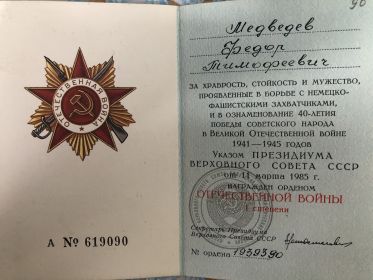 ОТЕЧЕСТВЕННАЯ ВОЙНА
А № 619090
Медведев
Федор
Тимофеевич
ЗА ХРАБРОСТЬ, СТОЙКОСТЬ И МУЖЕСТВО,
ПРОЯВЛЕННЫЕ В БОРЬБЕ С НЕМЕЦКО-
ФАШИСТСКИМИ ЗАХВАТЧИКАМИ,
И В ОЗНАМЕНОВАНИЕ 40-ЛЕТИЯ
ПОБЕДЫ СОВЕТСКОГО НАРОДА
В ВЕЛИКОЙ ОТЕЧЕСТВЕННОЙ ВОЙНЕ
1941—1945 ГОДОВ
Указом ПРЕЗИДИУМА
ВЕРХОВНОГО СОВЕТА СССР
от 11 марта 1985 г.
НАГРАЖДЕН ОРДЕНОМ
ОТЕЧЕСТВЕННОЙ ВОЙНЫ
I степени
Секретарь Президиума
Верховного Совета СССР
№ ордена 1939390